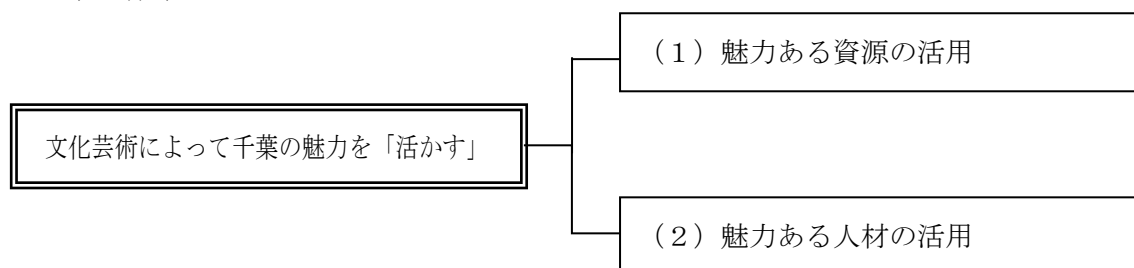 文化芸術によって千葉の魅力を「活かす」
（１）魅力ある資源の活用
（２）魅力ある人材の活用